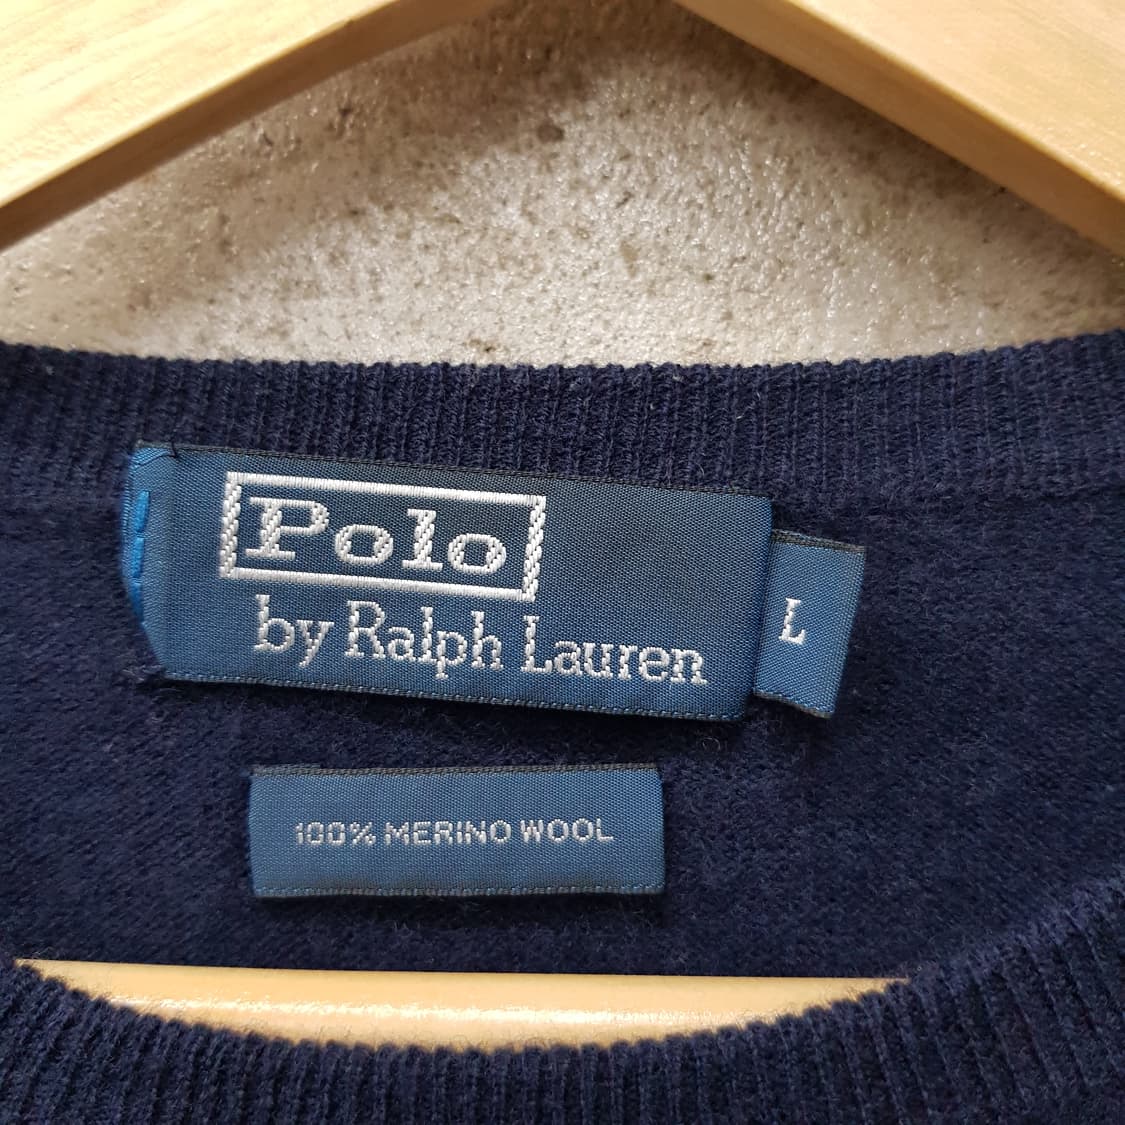 Polo
by Ralph Lauren
L
100% MERINO WOOL